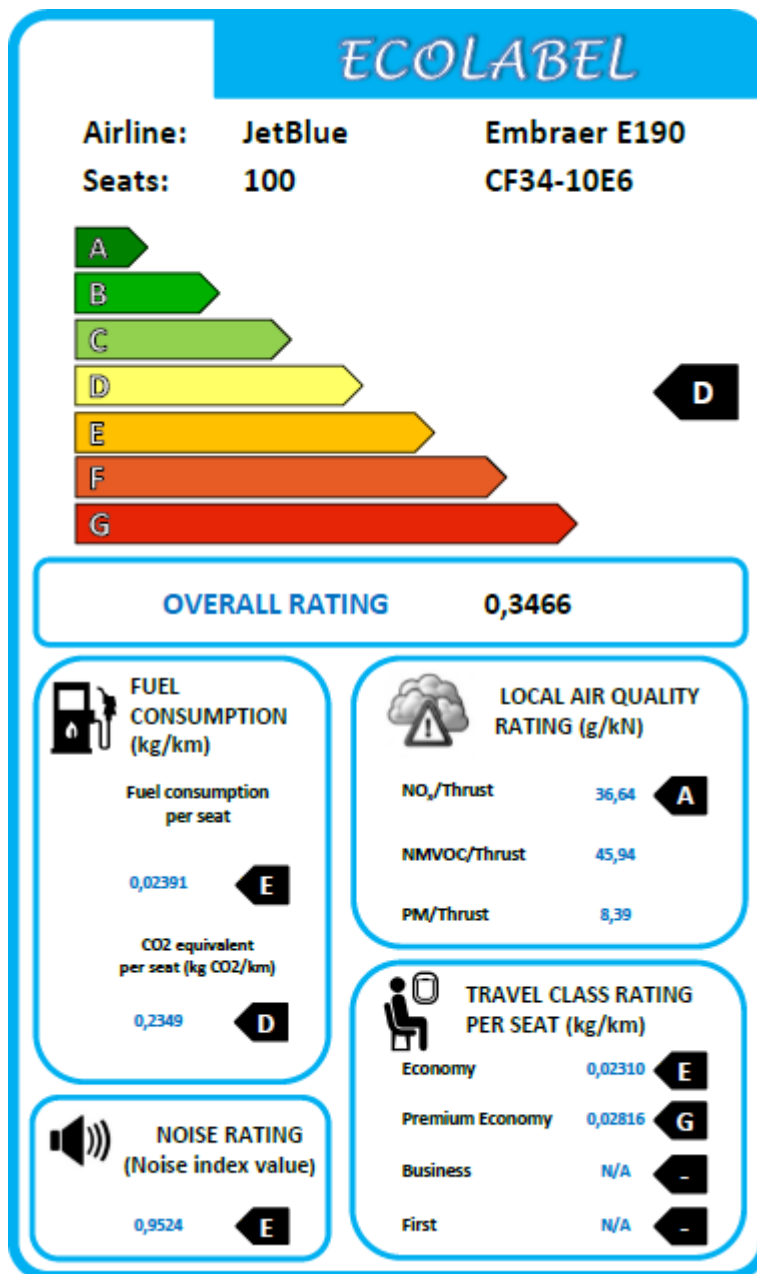 ECOLABEL
Airline: JetBlue Embraer E190
Seats: 100 CF34-10E6
A
B
C
D
D
E
F
G
OVERALL RATING 0,3466
FUEL
CONSUMPTION
(kg/km)
Fuel consumption
per seat
0,02391 E
CO2 equivalent
per seat (kg CO2/km)
0,2349 D
NOISE RATING
(Noise index value)
0,9524 E
LOCAL AIR QUALITY
RATING (g/kN)
NOₓ/Thrust 36,64 A
NMVOC/Thrust 45,94
PM/Thrust 8,39
TRAVEL CLASS RATING
PER SEAT (kg/km)
Economy 0,02310 E
Premium Economy 0,02816 G
Business N/A -
First N/A -